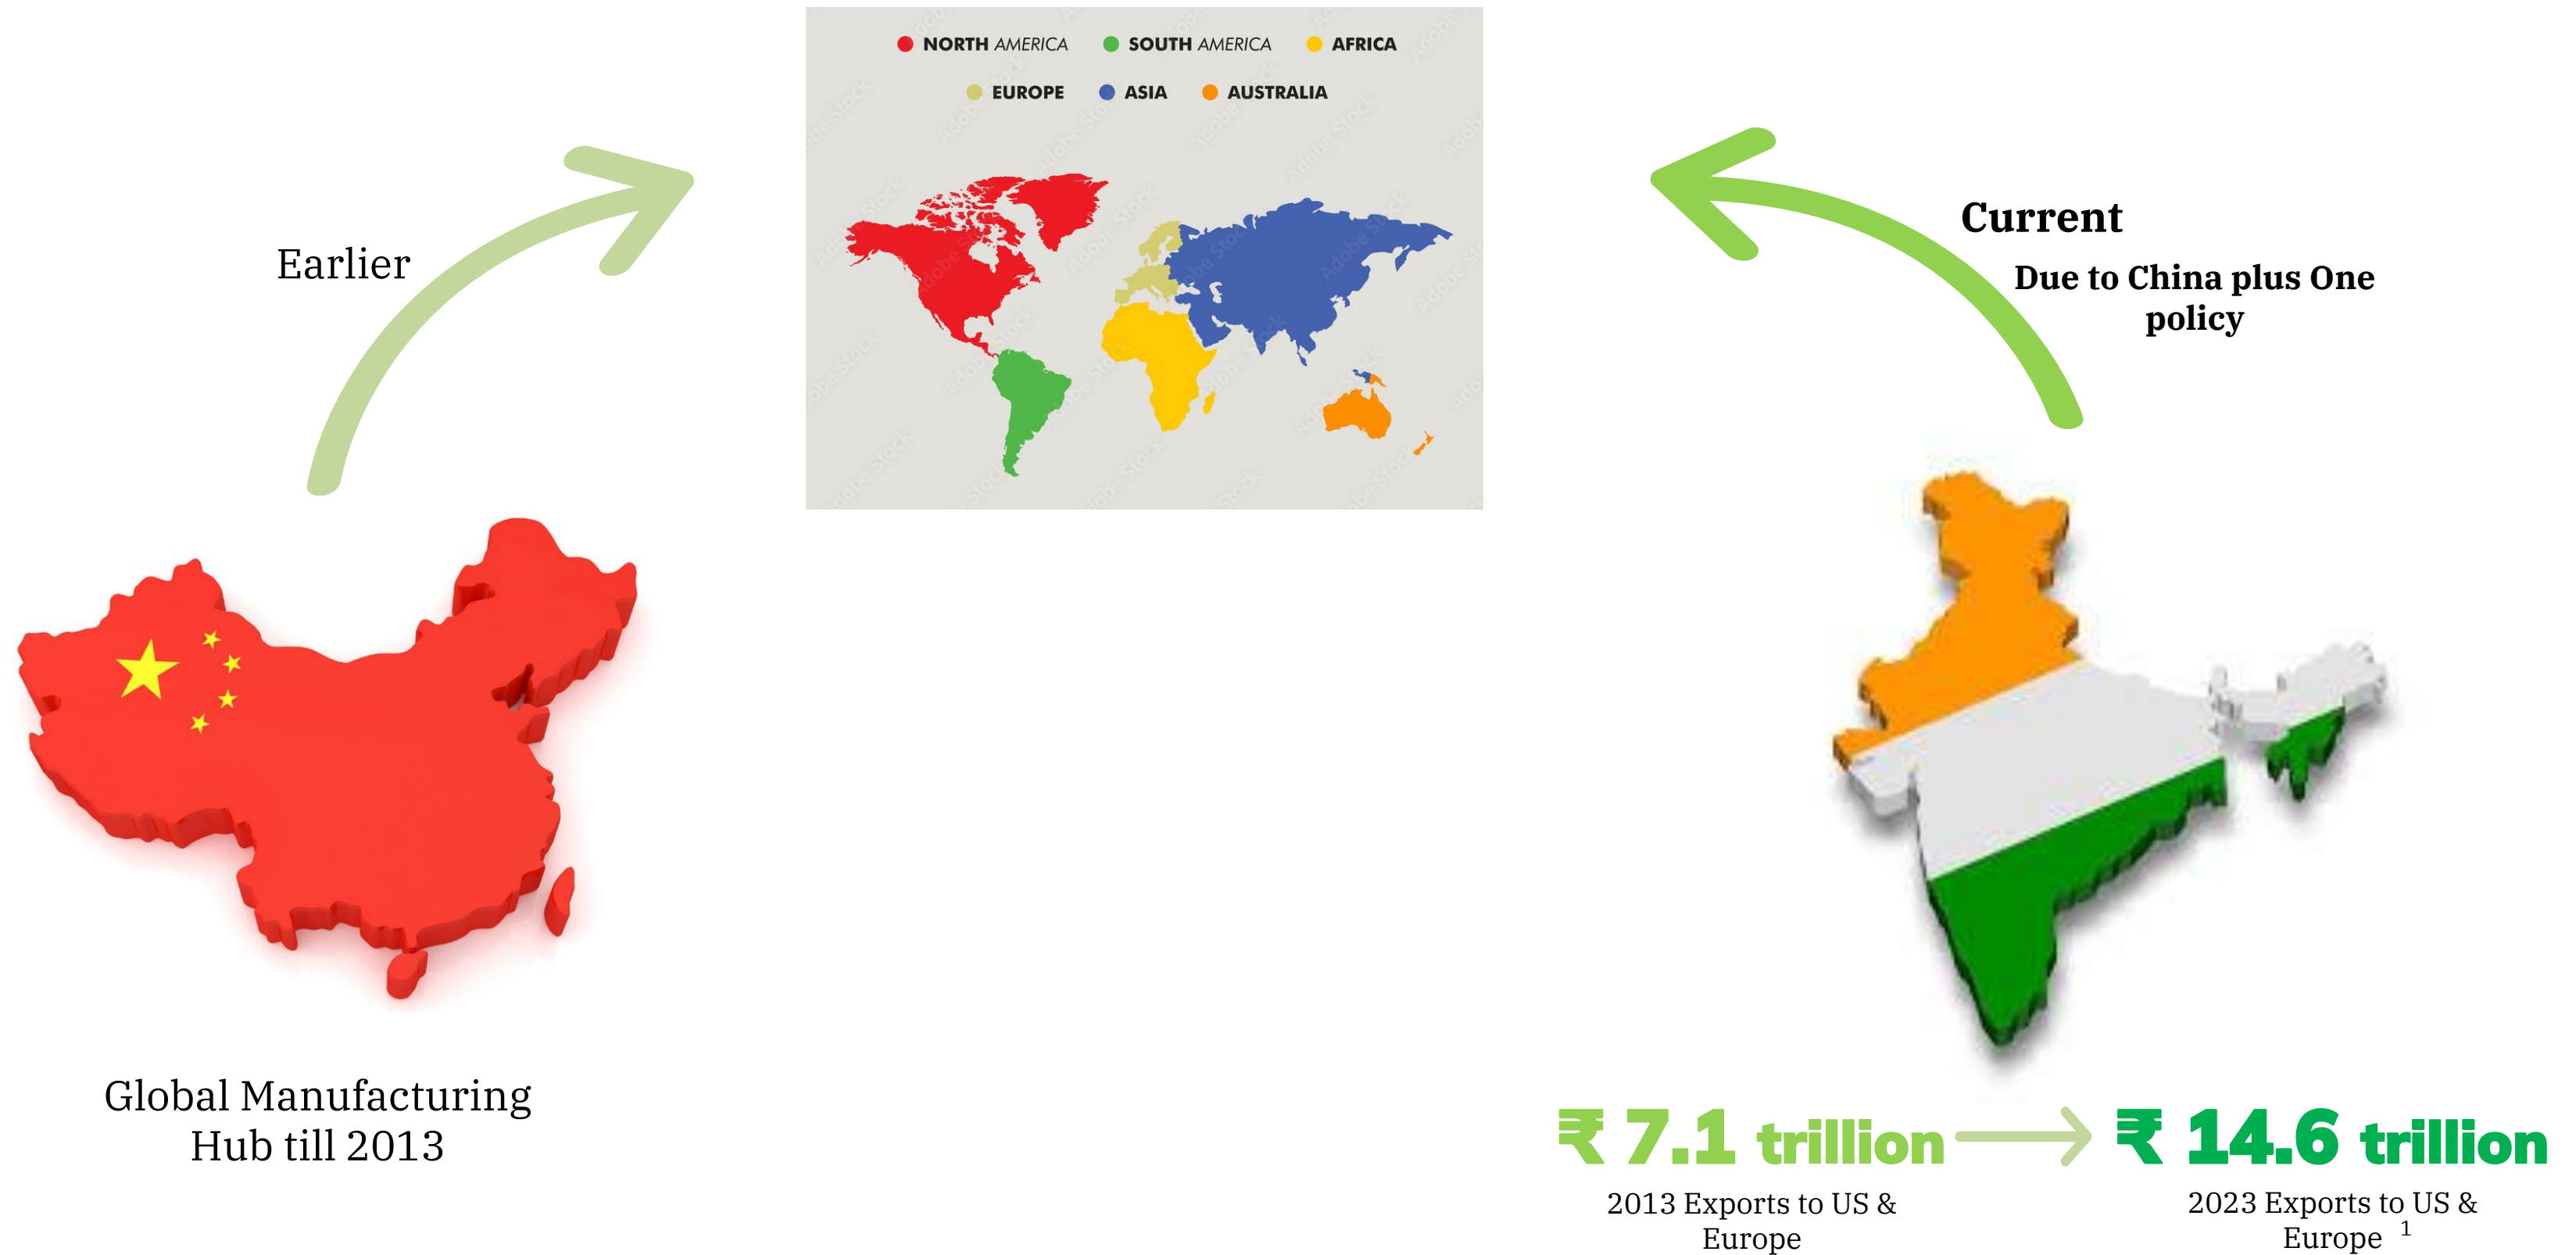 NORTH AMERICA SOUTH AMERICA AFRICA
EUROPE ASIA AUSTRALIA
Earlier
Current
Due to China plus One
policy
Global Manufacturing
Hub till 2013
₹ 7.1 trillion
2013 Exports to US &
Europe
₹ 14.6 trillion
2023 Exports to US &
Europe 1
Adobe Stock